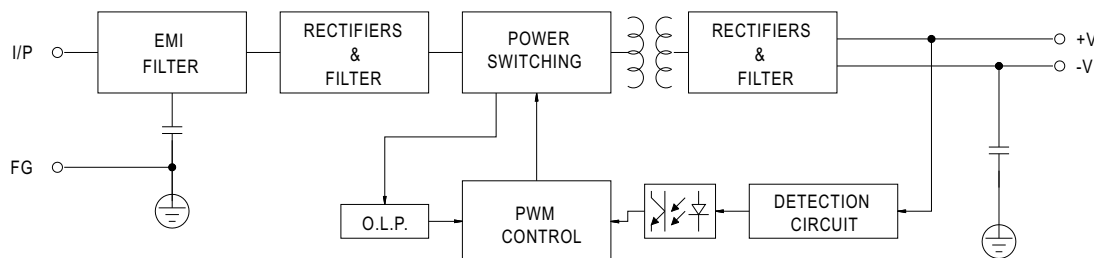 I/P
EMI
FILTER
RECTIFIERS
&
FILTER
POWER
SWITCHING
RECTIFIERS
&
FILTER
+V
-V
FG
O.L.P.
PWM
CONTROL
DETECTION
CIRCUIT